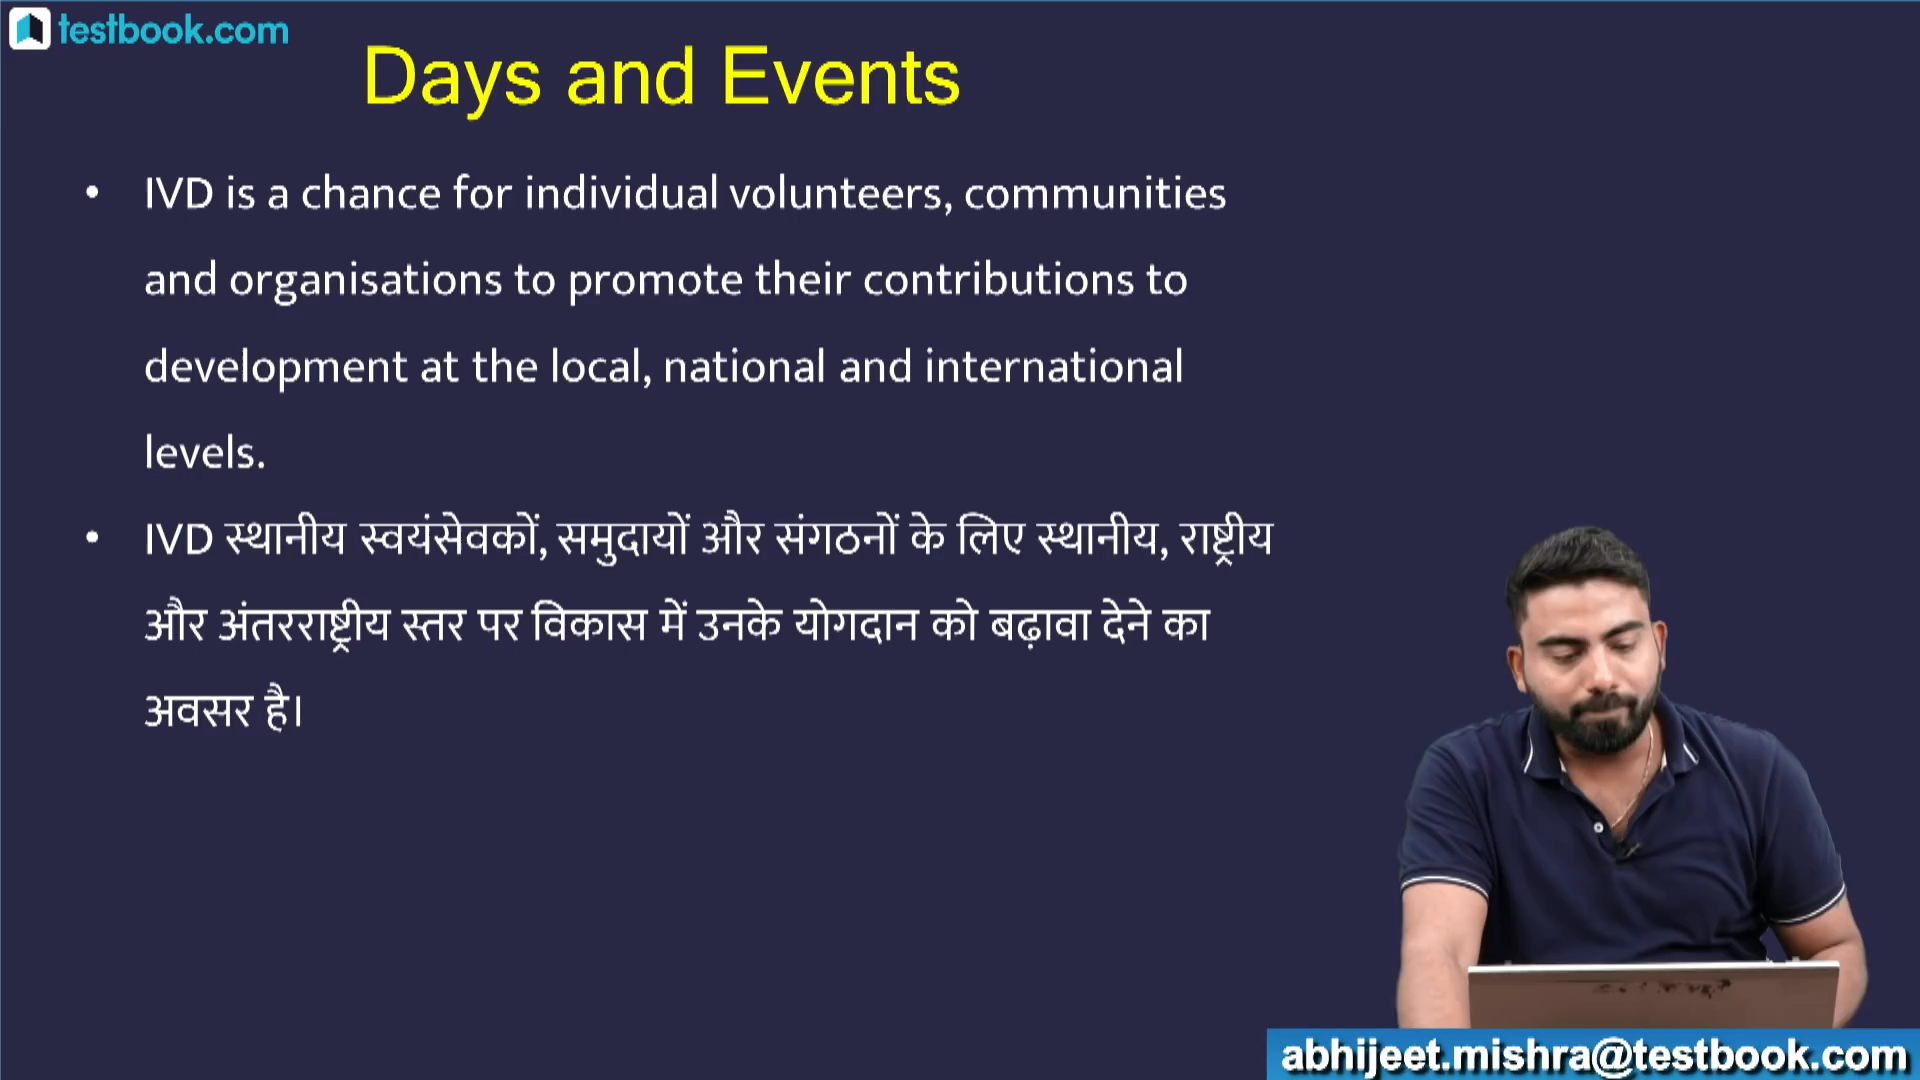 testbook.com
Days and Events
• IVD is a chance for individual volunteers, communities
and organisations to promote their contributions to
development at the local, national and international
levels.
• IVD स्थानीय स्वयंसेवकों, समुदायों और संगठनों के लिए स्थानीय, राष्ट्रीय
और अंतरराष्ट्रीय स्तर पर विकास में उनके योगदान को बढ़ावा देने का
अवसर है।
abhijeet.mishra@testbook.com